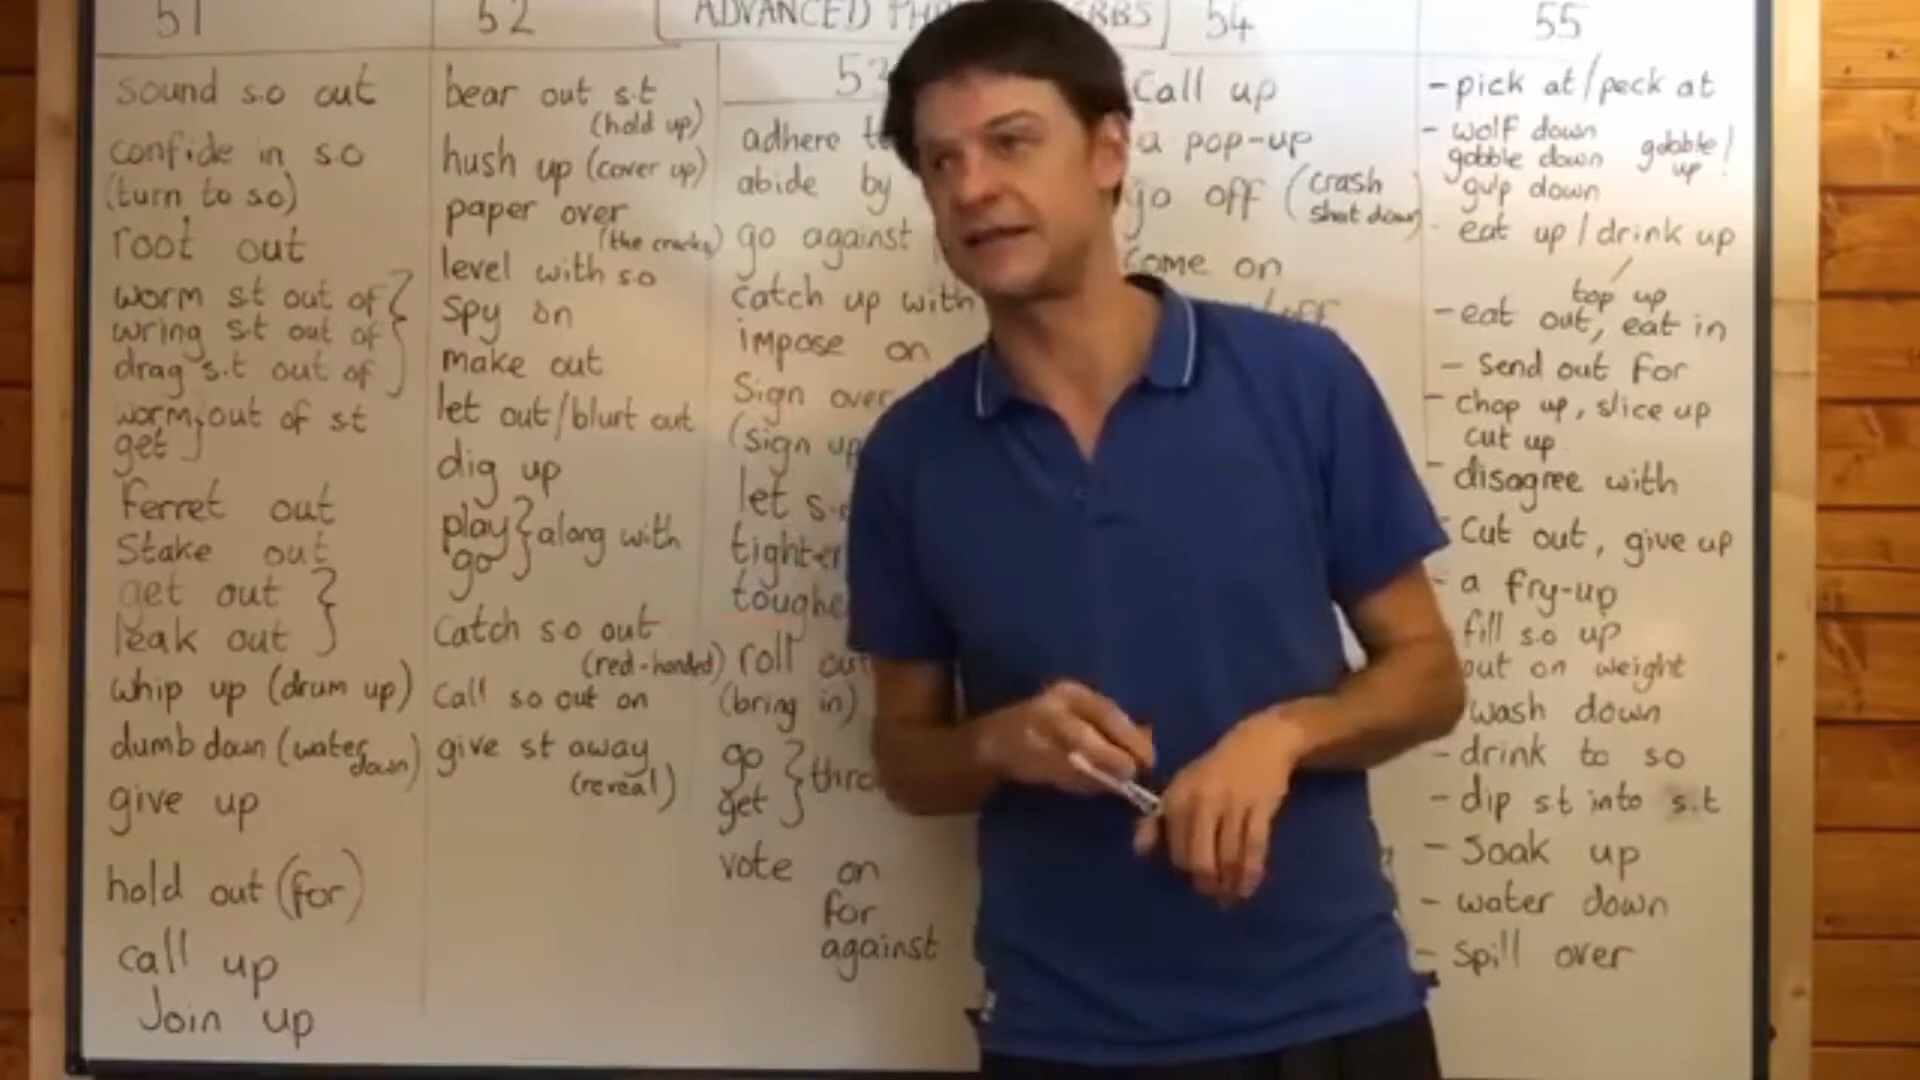 51
52
ADVANCED
54
55
sound s.o out
confide in s.o
(turn to so)
root out
worm s.t out of
wring s.t out of
drag s.t out of
worm, out of st
get
ferret out
Stake out
get out
leak out
whip up (drum up)
dumb down (water down)
give up
hold out (for)
call up
Join up
bear out s.t
(hold up)
hush up (cover up)
paper over
(the cracks)
level with so
spy on
make out
let out/blurt out
dig up
play
go
along with
Catch so out
(red-handed)
Call so out on
give st away
(reveal)
adhere
abide by
go against
catch up with
impose on
Sign over
(sign up
let
roll
(bring in)
go
get
vote on
for
against
Call up
a pop-up
go off (crash
shut down)
come on
- pick at/peck at
- wolf down
gobble down gobble up!
gulp down
- eat up / drink up
top up
- eat out, eat in
- Send out for
- Chop up, slice up
cut up
- disagree with
- Cut out, give up
- a fry-up
fill s.o up
put on weight
wash down
- drink to so
- dip st into s.t
- Soak up
- water down
- Spill over